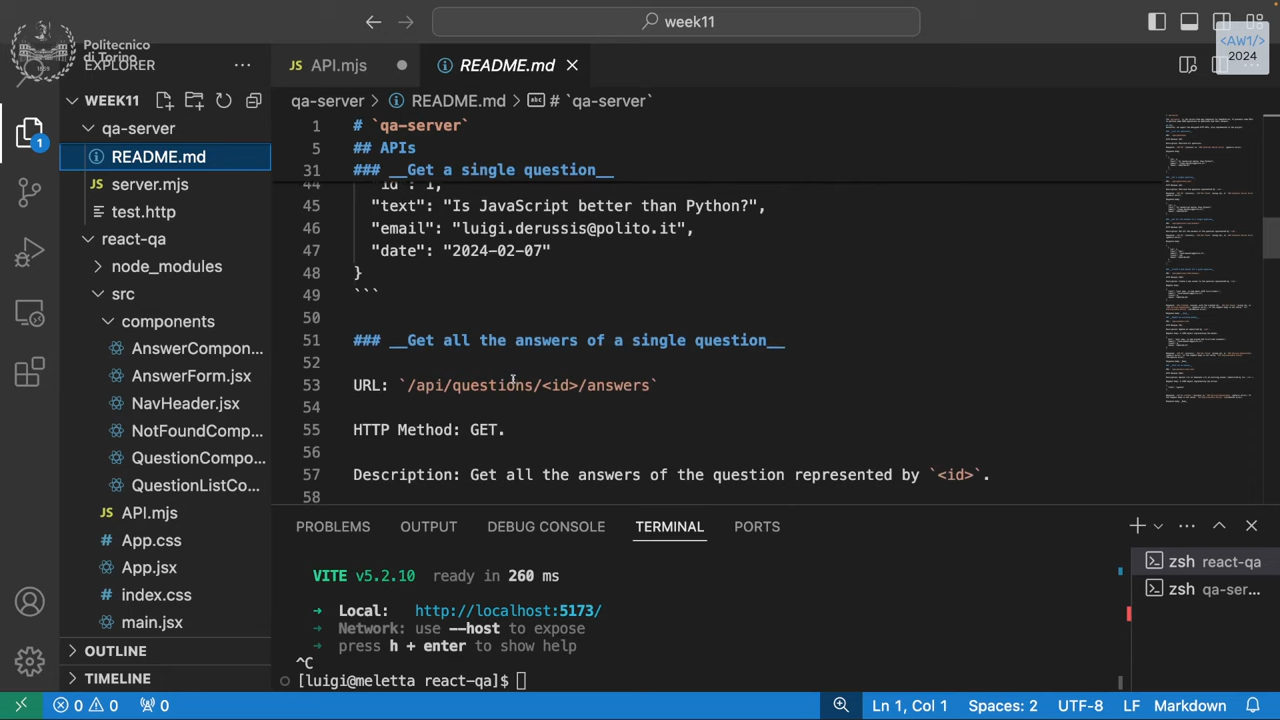 week11
Politecnico
di Torino
1859
<AW1/>
2024
EXPLORER
API.mjs
README.md
WEEK11
qa-server > README.md > # `qa-server`
qa-server
README.md
server.mjs
test.http
react-qa
node_modules
src
components
AnswerCompon...
AnswerForm.jsx
NavHeader.jsx
NotFoundComp...
QuestionCompo...
QuestionListCo...
API.mjs
App.css
App.jsx
index.css
main.jsx
OUTLINE
TIMELINE
1 # `qa-server`
5 ## APIs
31 ### __Get a single question__
44 "id": 1,
45 "text": "Is JavaScript better than Python?",
46 "email": "luigi.derussis@polito.it",
47 "date": "2024-02-07"
48 }
49 ```
50
51 ### __Get all the answers of a single question__
52
53 URL: `/api/questions/<id>/answers`
54
55 HTTP Method: GET.
56
57 Description: Get all the answers of the question represented by `<id>`.
58
PROBLEMS OUTPUT DEBUG CONSOLE TERMINAL PORTS
VITE v5.2.10 ready in 260 ms
➜ Local: http://localhost:5173/
➜ Network: use --host to expose
➜ press h + enter to show help
^C
[luigi@meletta react-qa]$
zsh react-qa
zsh qa-ser...
1
0 0 0
Ln 1, Col 1 Spaces: 2 UTF-8 LF Markdown